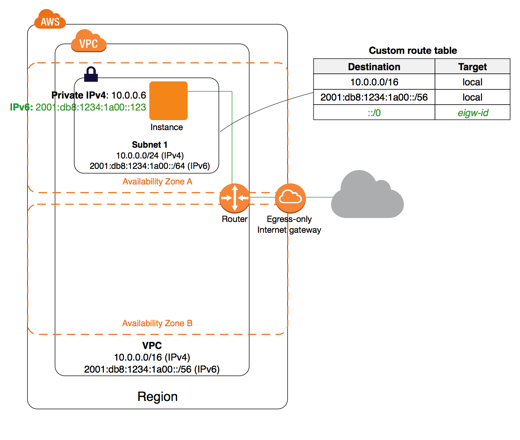 AWS
VPC
Custom route table
Destination Target
10.0.0.0/16 local
2001:db8:1234:1a00::/56 local
::/0 eigw-id
Private IPv4: 10.0.0.6
IPv6: 2001:db8:1234:1a00::123
Instance
Subnet 1
10.0.0.0/24 (IPv4)
2001:db8:1234:1a00::/64 (IPv6)
Availability Zone A
Router
Egress-only
Internet gateway
Availability Zone B
VPC
10.0.0.0/16 (IPv4)
2001:db8:1234:1a00::/56 (IPv6)
Region